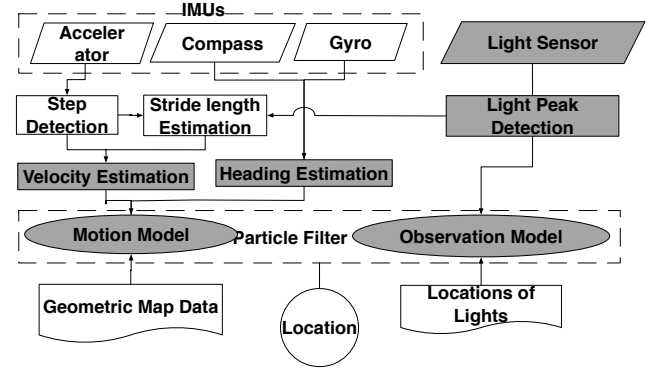 IMUs
Acceler
ator
Compass
Gyro
Light Sensor
Step
Detection
Stride length
Estimation
Light Peak
Detection
Velocity Estimation
Heading Estimation
Motion Model
Particle Filter
Observation Model
Geometric Map Data
Location
Locations of
Lights